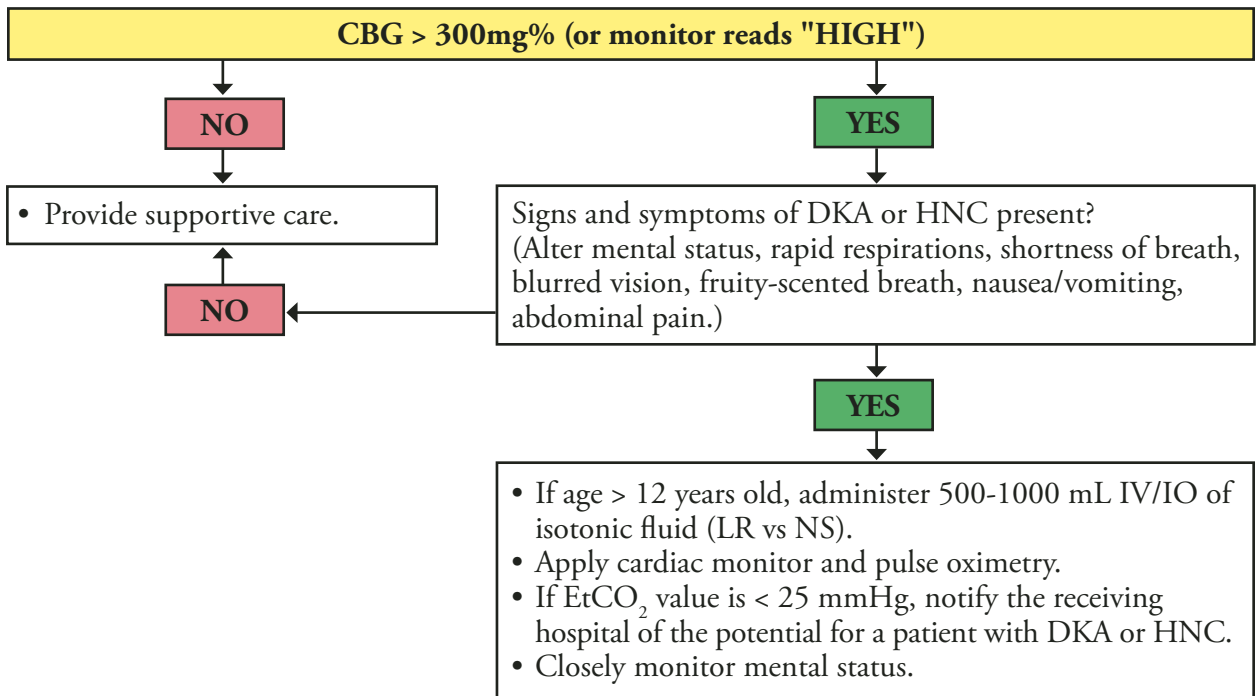 CBG > 300mg% (or monitor reads "HIGH")
NO
YES
• Provide supportive care.
Signs and symptoms of DKA or HNC present?
(Alter mental status, rapid respirations, shortness of breath,
blurred vision, fruity-scented breath, nausea/vomiting,
abdominal pain.)
NO
YES
• If age > 12 years old, administer 500-1000 mL IV/IO of
isotonic fluid (LR vs NS).
• Apply cardiac monitor and pulse oximetry.
• If EtCO₂ value is < 25 mmHg, notify the receiving
hospital of the potential for a patient with DKA or HNC.
• Closely monitor mental status.